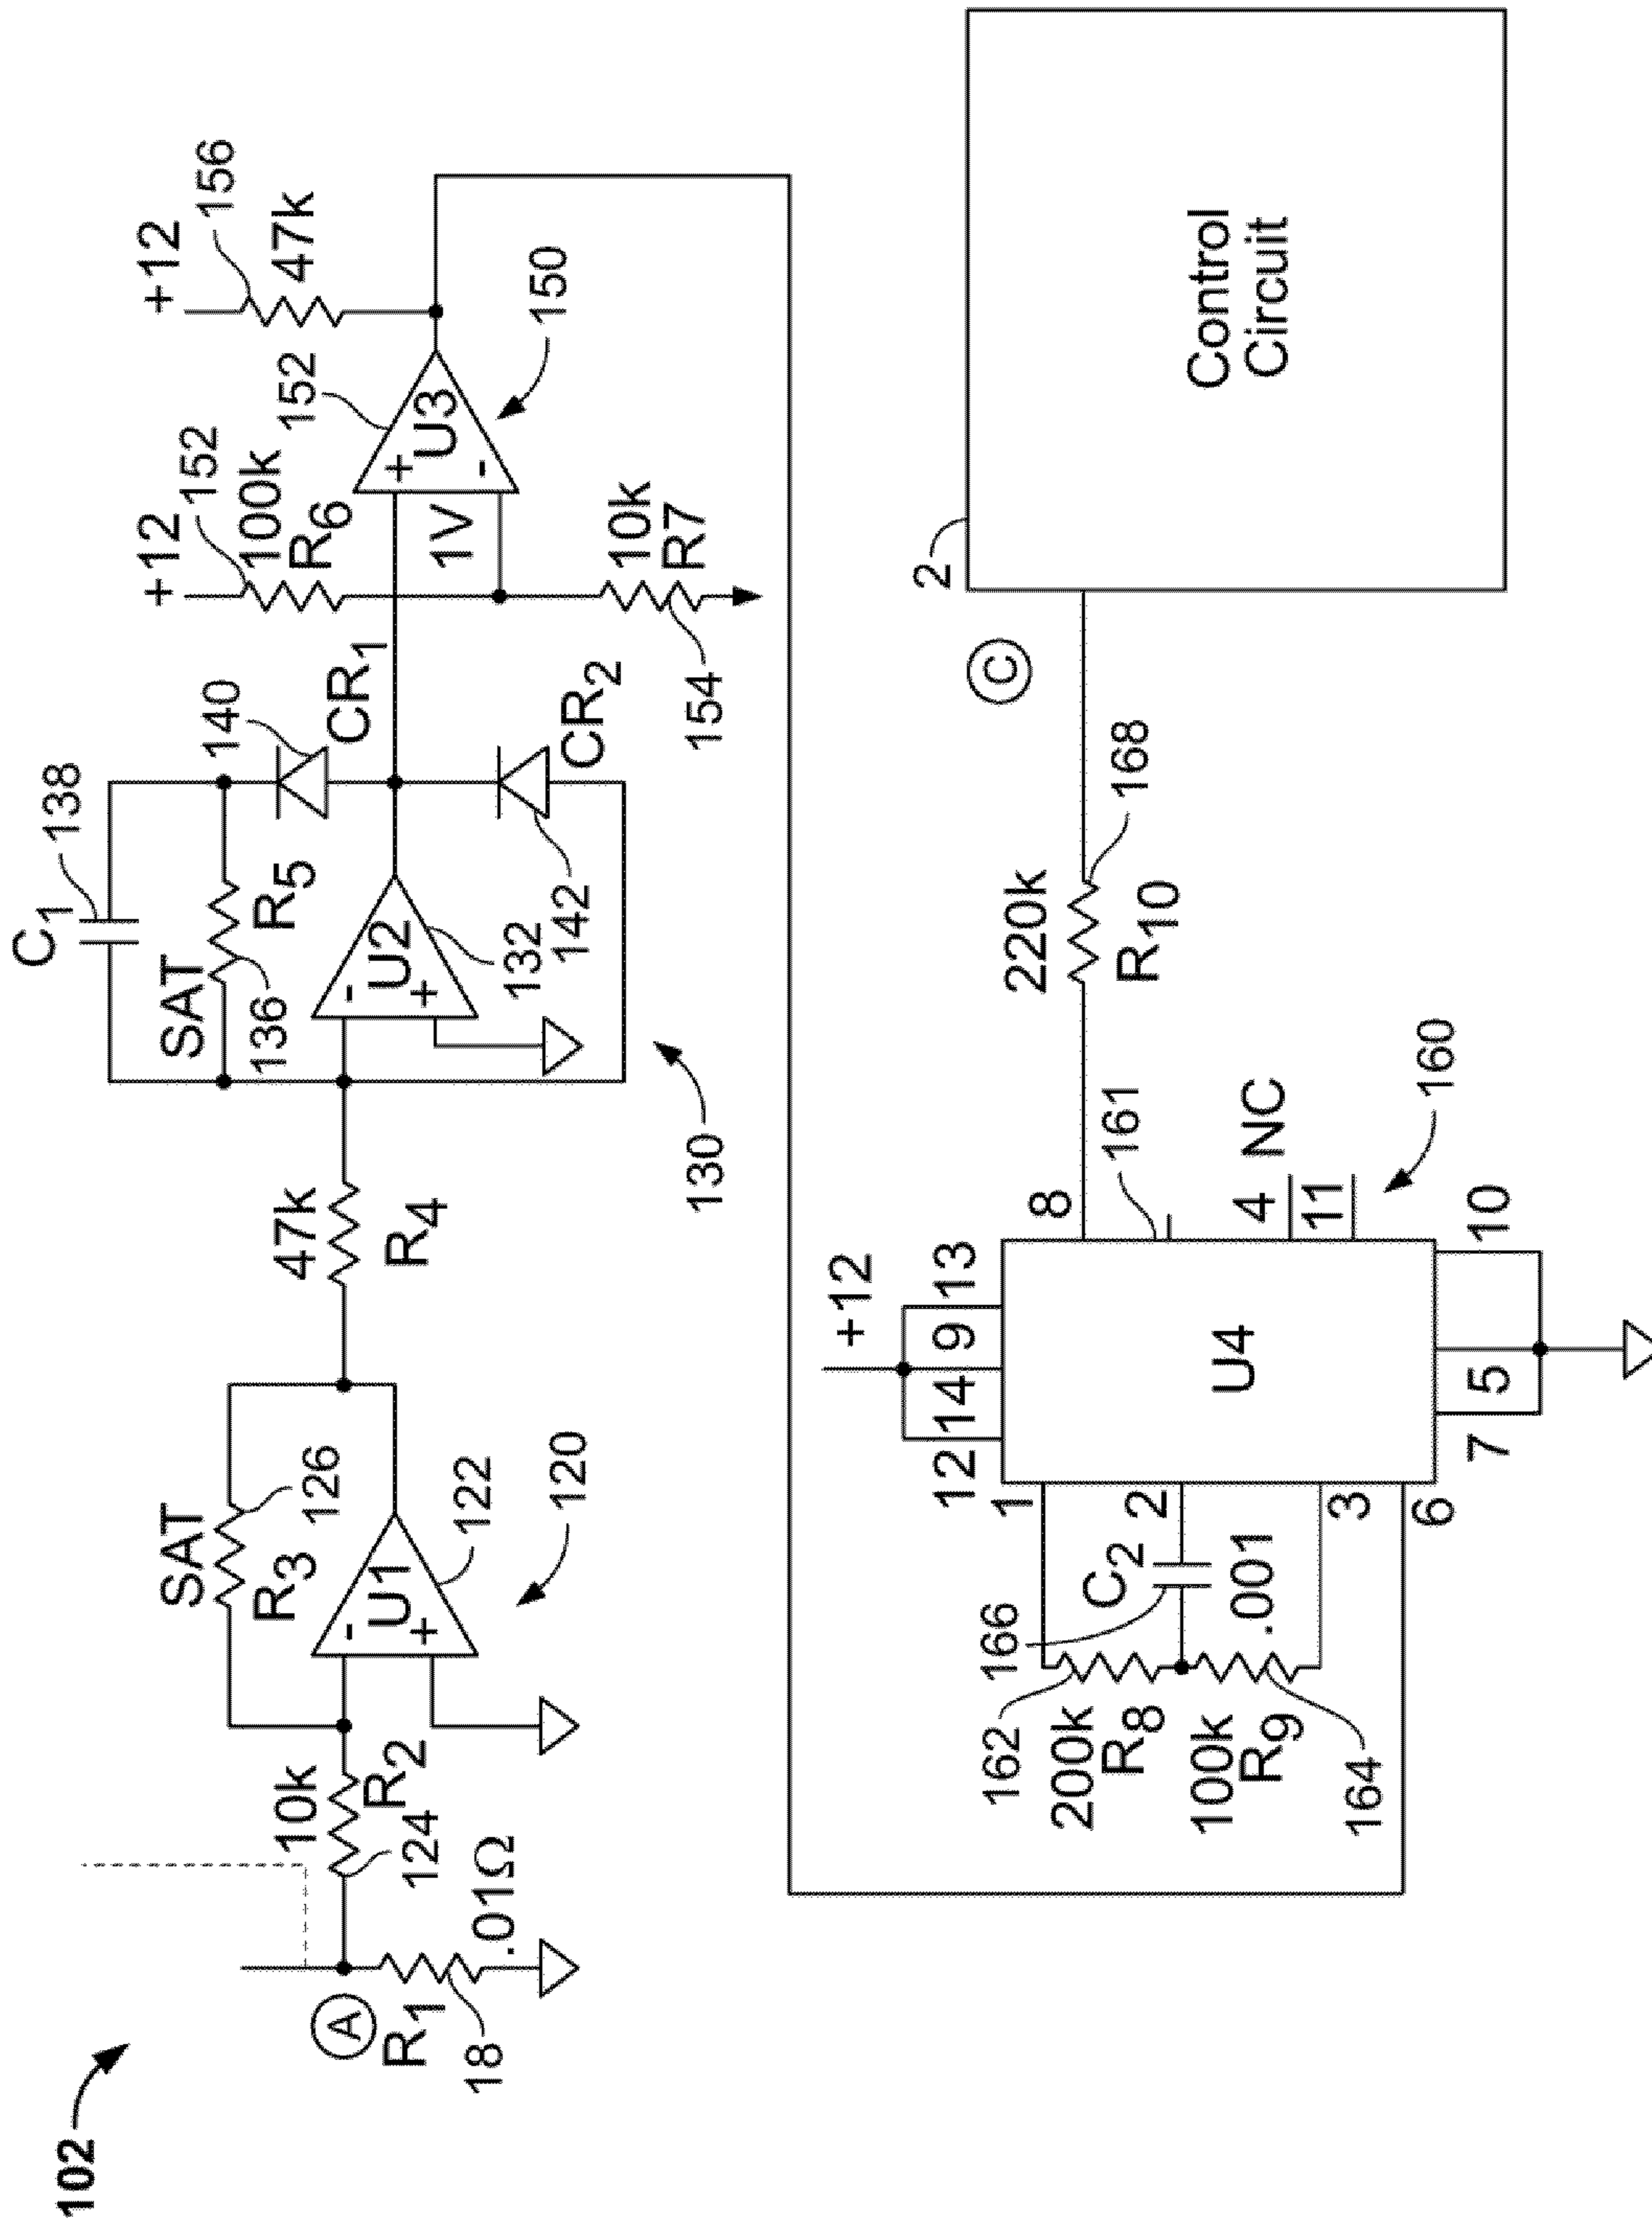 102
A
R1
18
.01Ω
10k
R2
124
SAT
R3
126
U1
-
+
122
120
47k
R4
C1
138
SAT
R5
136
140
CR1
U2
-
+
132
142
CR2
130
+12
152
100k
R6
1V
10k
R7
154
152
U3
+
-
150
+12
156
47k
162
200k
R8
100k
R9
164
166
C2
.001
1
2
3
6
12
14
9
13
+12
U4
7
5
10
8
161
4
11
NC
160
220k
R10
168
C
2
Control
Circuit